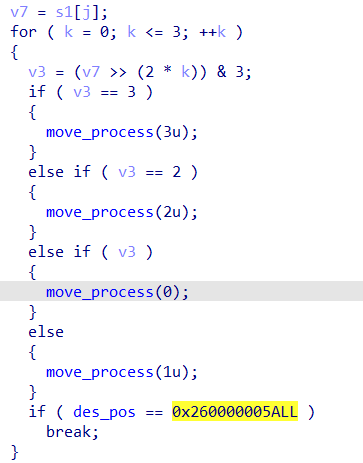 v7 = s1[j];
for ( k = 0; k <= 3; ++k )
{
v3 = (v7 >> (2 * k)) & 3;
if ( v3 == 3 )
{
move_process(3u);
}
else if ( v3 == 2 )
{
move_process(2u);
}
else if ( v3 )
{
move_process(0);
}
else
{
move_process(1u);
}
if ( des_pos == 0x260000005ALL )
break;
}